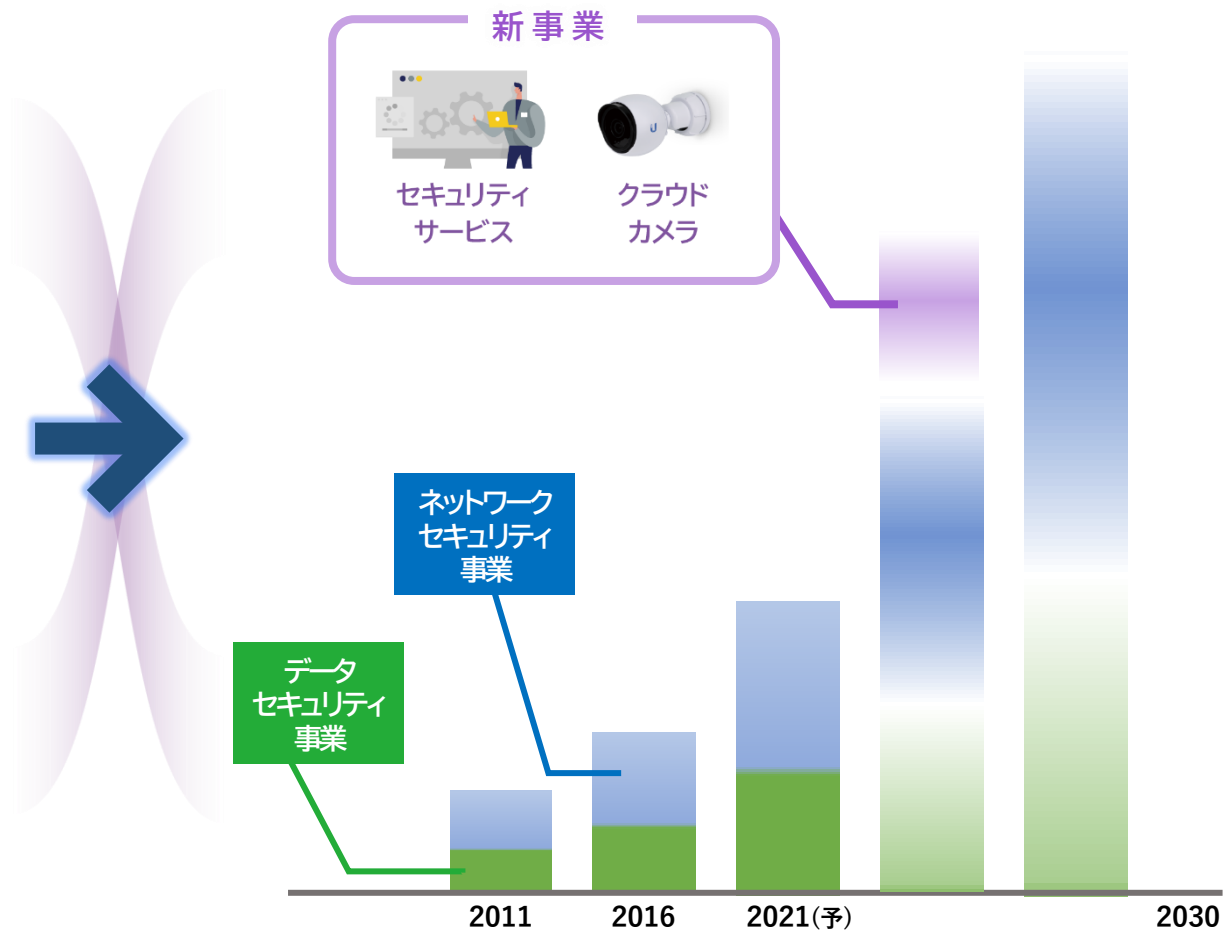 新事業
セキュリティ
サービス
クラウド
カメラ
ネットワーク
セキュリティ
事業
データ
セキュリティ
事業
2011
2016
2021(予)
2030